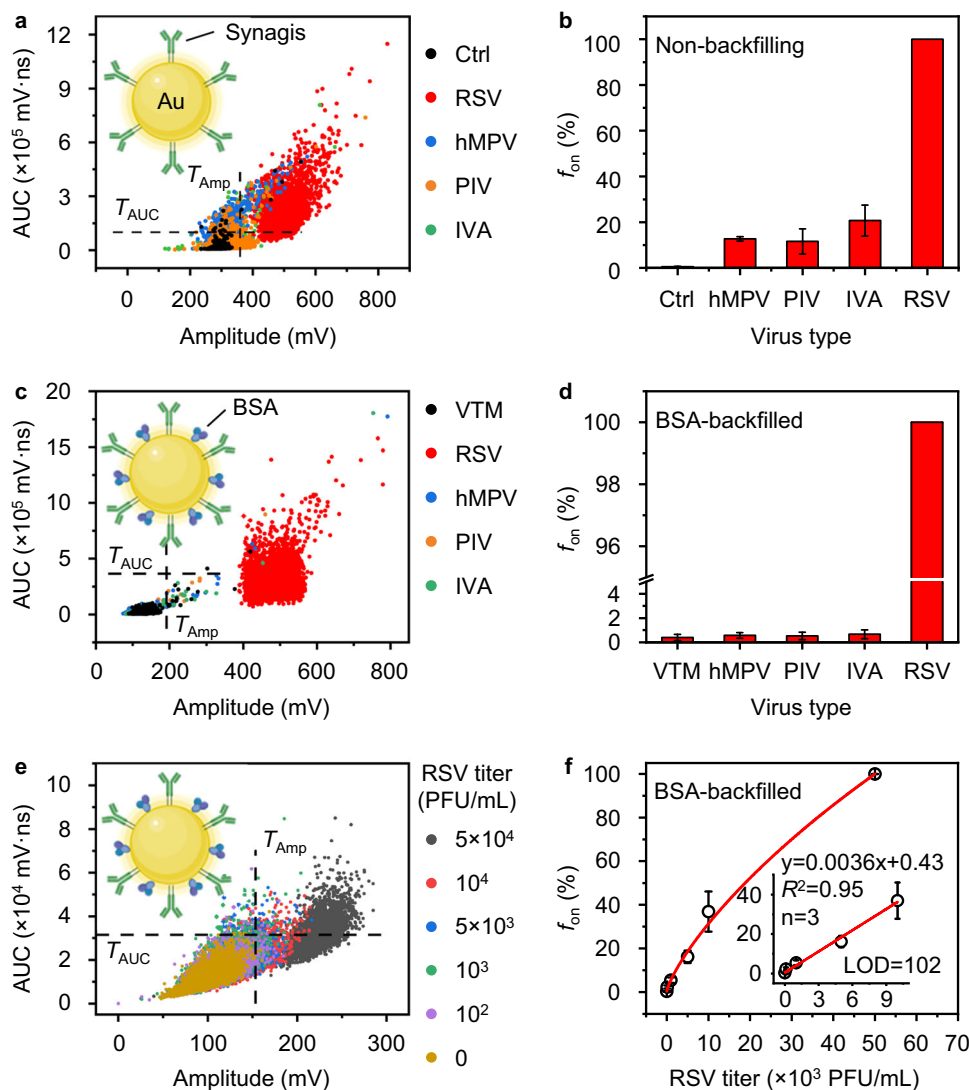 a
Synagis
Au
T_Amp
T_AUC
Ctrl
RSV
hMPV
PIV
IVA
AUC (×10⁵ mV·ns)
12
9
6
3
0
0 200 400 600 800
Amplitude (mV)
b
Non-backfilling
f_on (%)
100
80
60
40
20
0
Ctrl hMPV PIV IVA RSV
Virus type
c
BSA
T_AUC
T_Amp
VTM
RSV
hMPV
PIV
IVA
AUC (×10⁵ mV·ns)
20
15
10
5
0
0 200 400 600 800
Amplitude (mV)
d
BSA-backfilled
f_on (%)
100
98
96
4
2
0
VTM hMPV PIV IVA RSV
Virus type
e
T_Amp
T_AUC
RSV titer
(PFU/mL)
5×10⁴
10⁴
5×10³
10³
10²
0
AUC (×10⁴ mV·ns)
10
8
6
4
2
0
0 100 200 300
Amplitude (mV)
f
BSA-backfilled
f_on (%)
100
80
60
40
20
0
y=0.0036x+0.43
R²=0.95
n=3
LOD=102
40
20
0
0 3 6 9
0 10 20 30 40 50 60 70
RSV titer (×10³ PFU/mL)